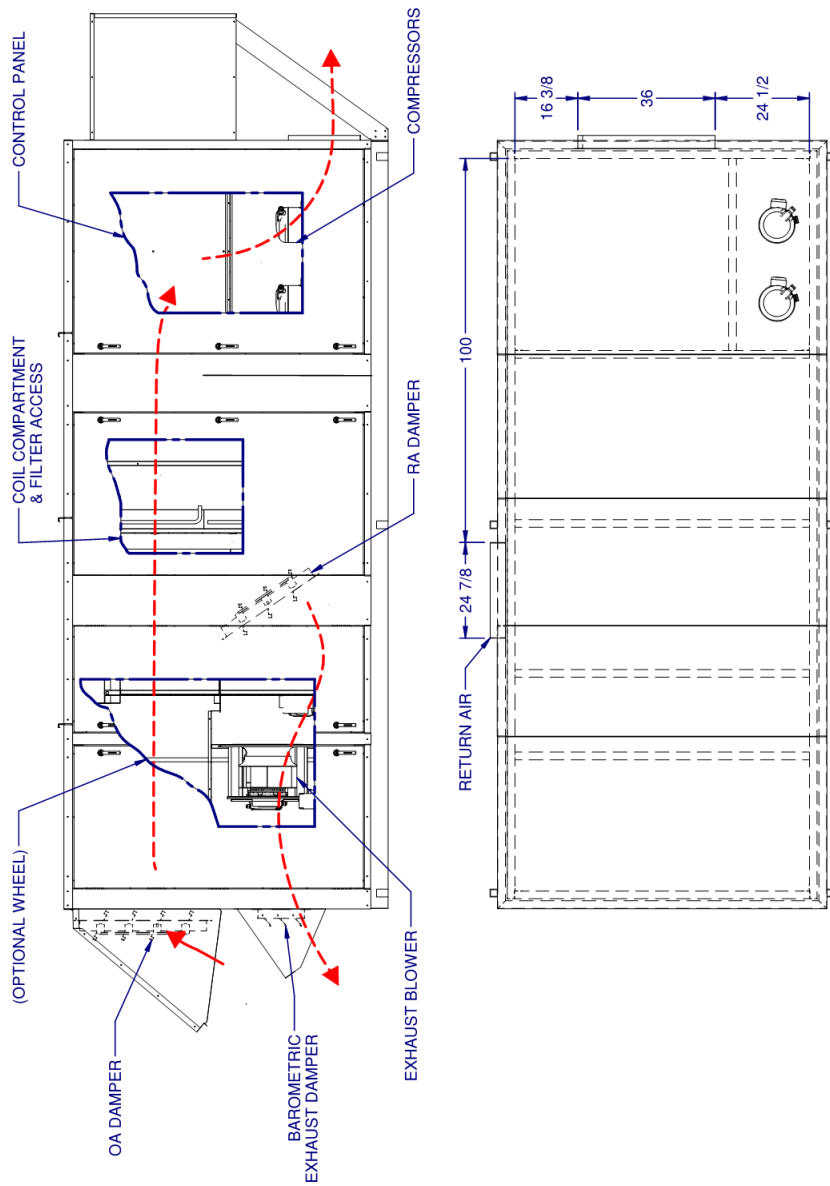 (OPTIONAL WHEEL)
COIL COMPARTMENT
& FILTER ACCESS
CONTROL PANEL
OA DAMPER
BAROMETRIC
EXHAUST DAMPER
EXHAUST BLOWER
RA DAMPER
COMPRESSORS
RETURN AIR
24 7/8
100
16 3/8
36
24 1/2